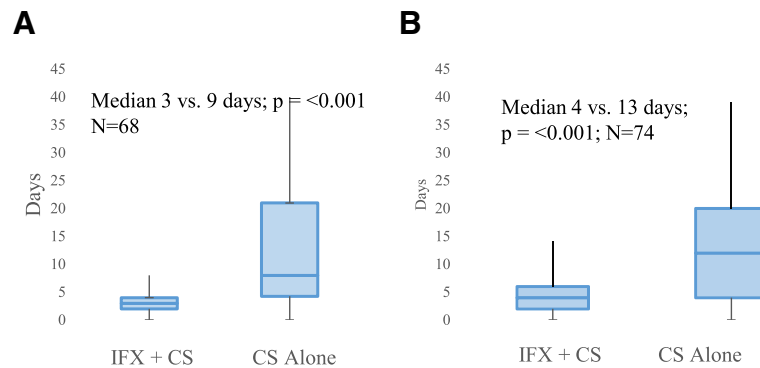 A
B
45
40
35
30
25
20
15
10
5
0
Days
Median 3 vs. 9 days; p = <0.001
N=68
IFX + CS
CS Alone
45
40
35
30
25
20
15
10
5
0
Days
Median 4 vs. 13 days;
p = <0.001; N=74
IFX + CS
CS Alone